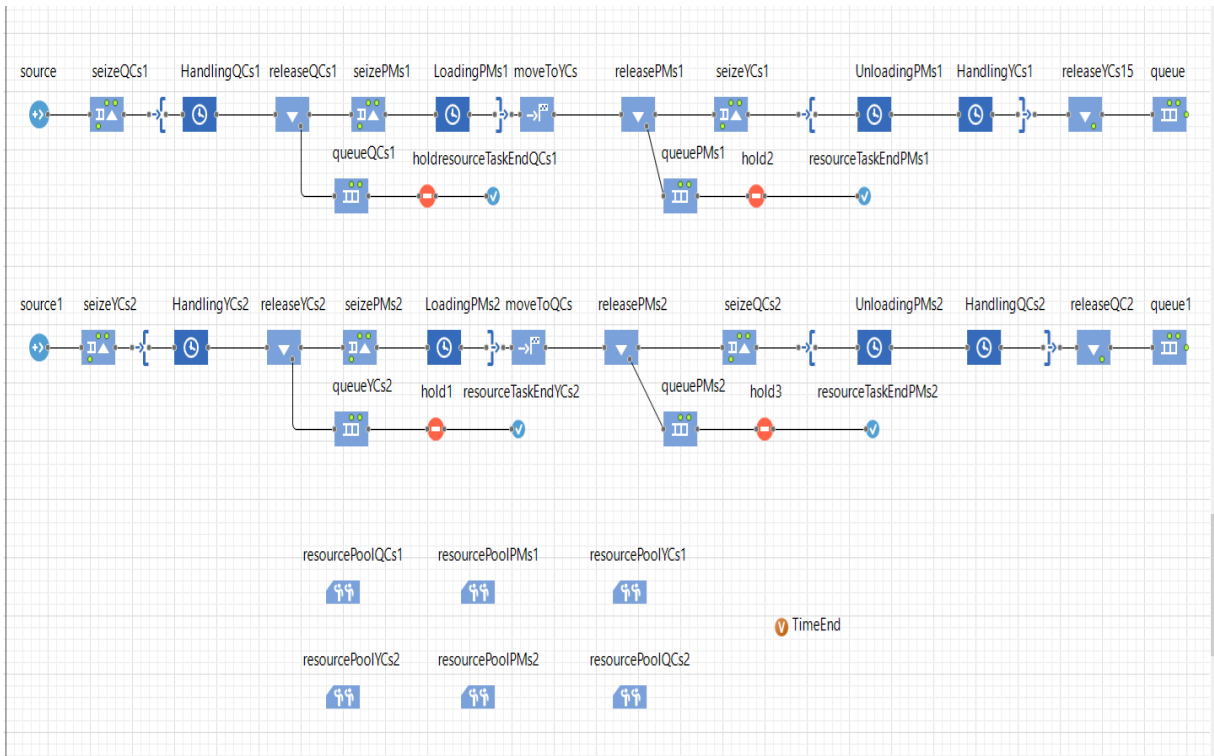 source seizeQCs1 HandlingQCs1 releaseQCs1 seizePMs1 LoadingPMs1 moveToYCs releasePMs1 seizeYCs1 UnloadingPMs1 HandlingYCs1 releaseYCs15 queue
queueQCs1 holdresourceTaskEndQCs1 queuePMs1 hold2 resourceTaskEndPMs1
source1 seizeYCs2 HandlingYCs2 releaseYCs2 seizePMs2 LoadingPMs2 moveToQCs releasePMs2 seizeQCs2 UnloadingPMs2 HandlingQCs2 releaseQC2 queue1
queueYCs2 hold1 resourceTaskEndYCs2 queuePMs2 hold3 resourceTaskEndPMs2
resourcePoolQCs1 resourcePoolPMs1 resourcePoolYCs1
V TimeEnd
resourcePoolYCs2 resourcePoolPMs2 resourcePoolQCs2